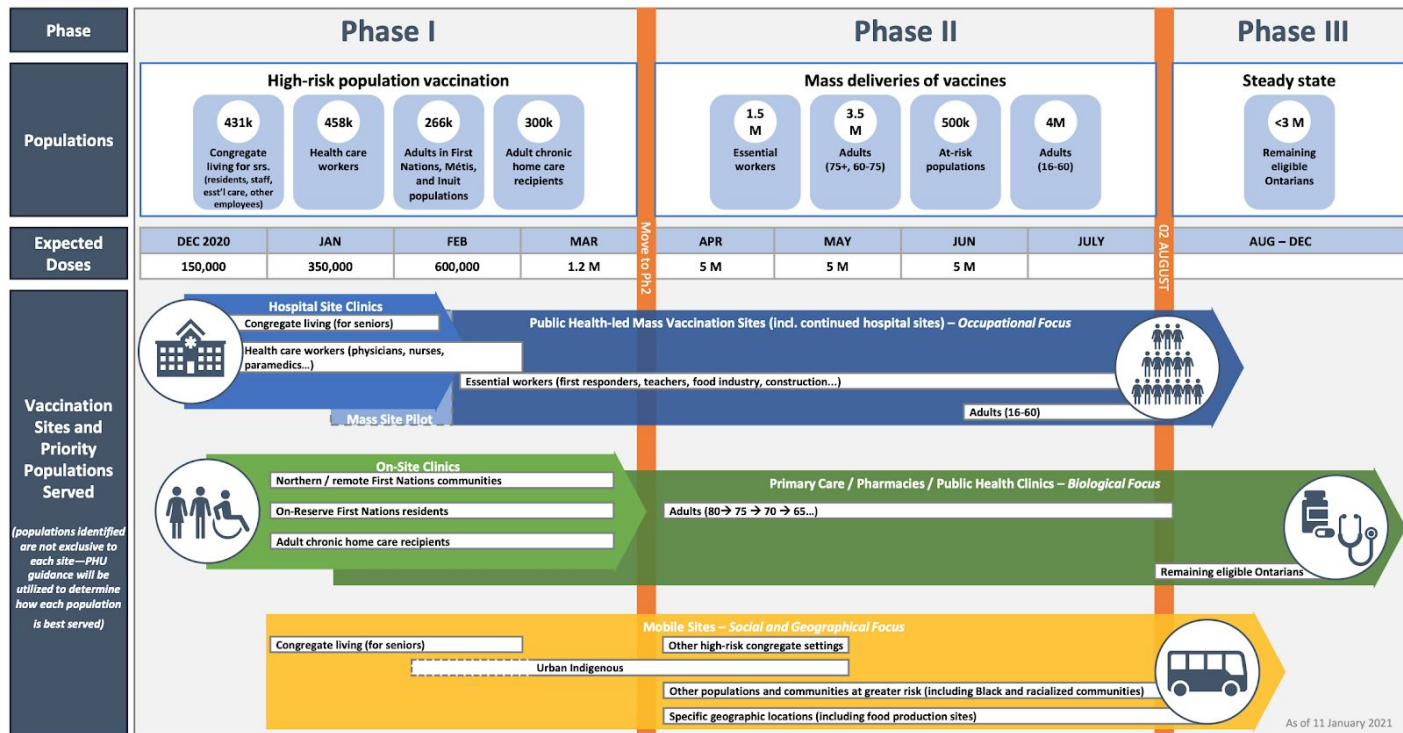 Phase
Phase I
Phase II
Phase III
Populations
High-risk population vaccination
431k
Congregate
living for srs.
(residents, staff,
esst'l care, other
employees)
458k
Health care
workers
266k
Adults in First
Nations, Métis,
and Inuit
populations
300k
Adult chronic
home care
recipients
Mass deliveries of vaccines
1.5
M
Essential
workers
3.5
M
Adults
(75+, 60-75)
500k
At-risk
populations
4M
Adults
(16-60)
Steady state
<3 M
Remaining
eligible
Ontarians
Move to Ph2
02 AUGUST
Expected
Doses
DEC 2020 JAN FEB MAR APR MAY JUN JULY AUG – DEC
150,000 350,000 600,000 1.2 M 5 M 5 M 5 M
Vaccination
Sites and
Priority
Populations
Served
(populations identified
are not exclusive to
each site—PHU
guidance will be
utilized to determine
how each population
is best served)
Hospital Site Clinics
Congregate living (for seniors)
Health care workers (physicians, nurses,
paramedics...)
Mass Site Pilot
Public Health-led Mass Vaccination Sites (incl. continued hospital sites) – Occupational Focus
Essential workers (first responders, teachers, food industry, construction...)
Adults (16-60)
On-Site Clinics
Northern / remote First Nations communities
On-Reserve First Nations residents
Adult chronic home care recipients
Primary Care / Pharmacies / Public Health Clinics – Biological Focus
Adults (80→ 75 → 70 → 65...)
Remaining eligible Ontarians
Mobile Sites – Social and Geographical Focus
Congregate living (for seniors)
Other high-risk congregate settings
Urban Indigenous
Other populations and communities at greater risk (including Black and racialized communities)
Specific geographic locations (including food production sites)
As of 11 January 2021